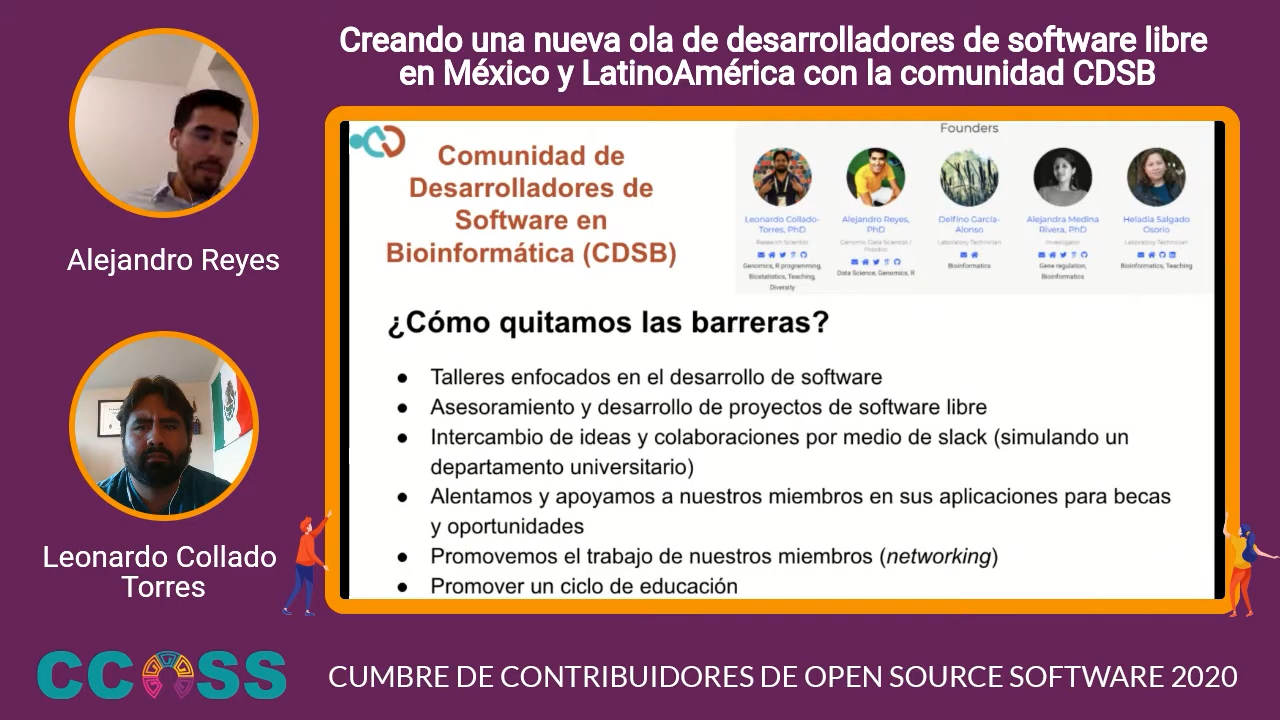 Creando una nueva ola de desarrolladores de software libre
en México y LatinoAmérica con la comunidad CDSB
Alejandro Reyes
Leonardo Collado
Torres
Comunidad de
Desarrolladores de
Software en
Bioinformática (CDSB)
Founders
Leonardo Collado-
Torres, PhD
Research Scientist
Genomics, R programming,
Biostatistics, Teaching,
Diversity
Alejandro Reyes,
PhD
Genomic Data Scientist /
Postdoc
Data Science, Genomics, R
Delfino García-
Alonso
Laboratory Technician
Bioinformatics
Alejandra Medina
Rivera, PhD
Investigator
Gene regulation,
Bioinformatics
Heladia Salgado
Osorio
Laboratory Technician
Bioinformatics, Teaching
¿Cómo quitamos las barreras?
● Talleres enfocados en el desarrollo de software
● Asesoramiento y desarrollo de proyectos de software libre
● Intercambio de ideas y colaboraciones por medio de slack (simulando un
departamento universitario)
● Alentamos y apoyamos a nuestros miembros en sus aplicaciones para becas
y oportunidades
● Promovemos el trabajo de nuestros miembros (networking)
● Promover un ciclo de educación
CCOSS
CUMBRE DE CONTRIBUIDORES DE OPEN SOURCE SOFTWARE 2020